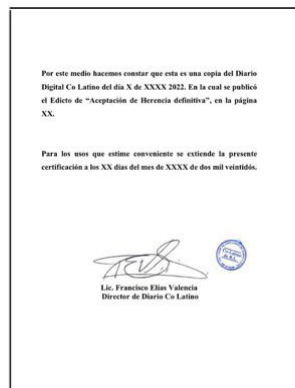 Por este medio hacemos constar que esta es una copia del Diario
Digital Co Latino del día X de XXXX 2022. En la cual se publicó
el Edicto de “Aceptación de Herencia definitiva”, en la página
XX.
Para los usos que estime conveniente se extiende la presente
certificación a los XX días del mes de XXXX de dos mil veintidós.
Lic. Francisco Elías Valencia
Director de Diario Co Latino